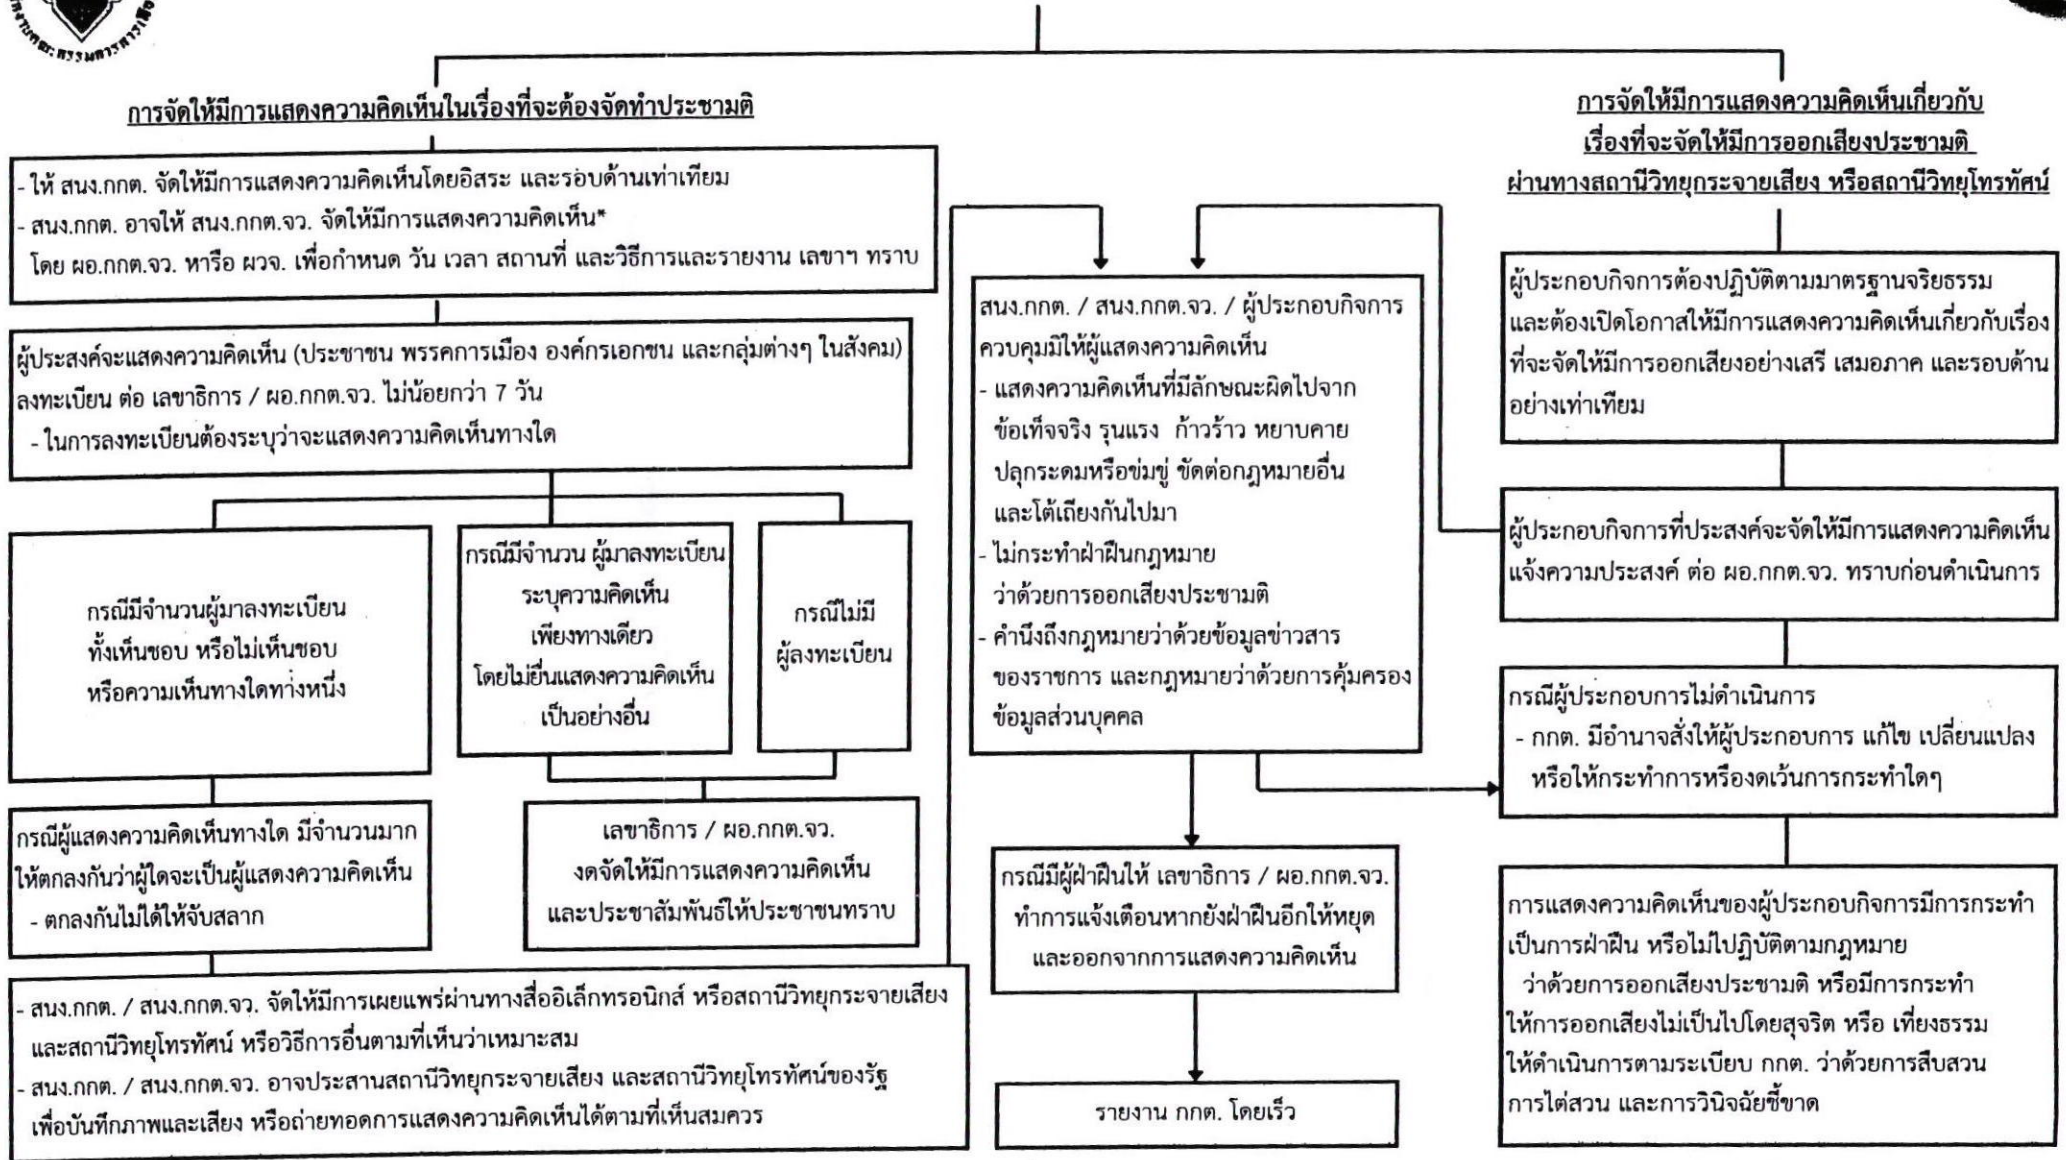 การจัดให้มีการแสดงความคิดเห็นในเรื่องที่จะต้องจัดทำประชามติ
- ให้ สนง.กกต. จัดให้มีการแสดงความคิดเห็นโดยอิสระ และรอบด้านเท่าเทียม
- สนง.กกต. อาจให้ สนง.กกต.จว. จัดให้มีการแสดงความคิดเห็น*
โดย ผอ.กกต.จว. หารือ ผวจ. เพื่อกำหนด วัน เวลา สถานที่ และวิธีการและรายงาน เลขาฯ ทราบ
ผู้ประสงค์จะแสดงความคิดเห็น (ประชาชน พรรคการเมือง องค์กรเอกชน และกลุ่มต่างๆ ในสังคม)
ลงทะเบียน ต่อ เลขาธิการ / ผอ.กกต.จว. ไม่น้อยกว่า 7 วัน
- ในการลงทะเบียนต้องระบุว่าจะแสดงความคิดเห็นทางใด
กรณีมีจำนวนผู้มาลงทะเบียน
ทั้งเห็นชอบ หรือไม่เห็นชอบ
หรือความเห็นทางใดทางหนึ่ง
กรณีมีจำนวน ผู้มาลงทะเบียน
ระบุความคิดเห็น
เพียงทางเดียว
โดยไม่ยื่นแสดงความคิดเห็น
เป็นอย่างอื่น
กรณีไม่มี
ผู้ลงทะเบียน
กรณีผู้แสดงความคิดเห็นทางใด มีจำนวนมาก
ให้ตกลงกันว่าผู้ใดจะเป็นผู้แสดงความคิดเห็น
- ตกลงกันไม่ได้ให้จับสลาก
เลขาธิการ / ผอ.กกต.จว.
งดจัดให้มีการแสดงความคิดเห็น
และประชาสัมพันธ์ให้ประชาชนทราบ
- สนง.กกต. / สนง.กกต.จว. จัดให้มีการเผยแพร่ผ่านทางสื่ออิเล็กทรอนิกส์ หรือสถานีวิทยุกระจายเสียง
และสถานีวิทยุโทรทัศน์ หรือวิธีการอื่นตามที่เห็นว่าเหมาะสม
- สนง.กกต. / สนง.กกต.จว. อาจประสานสถานีวิทยุกระจายเสียง และสถานีวิทยุโทรทัศน์ของรัฐ
เพื่อบันทึกภาพและเสียง หรือถ่ายทอดการแสดงความคิดเห็นได้ตามที่เห็นสมควร
สนง.กกต. / สนง.กกต.จว. / ผู้ประกอบกิจการ
ควบคุมมิให้ผู้แสดงความคิดเห็น
- แสดงความคิดเห็นที่มีลักษณะผิดไปจาก
ข้อเท็จจริง รุนแรง ก้าวร้าว หยาบคาย
ปลุกระดมหรือข่มขู่ ขัดต่อกฎหมายอื่น
และโต้เถียงกันไปมา
- ไม่กระทำฝ่าฝืนกฎหมาย
ว่าด้วยการออกเสียงประชามติ
- คำนึงถึงกฎหมายว่าด้วยข้อมูลข่าวสาร
ของราชการ และกฎหมายว่าด้วยการคุ้มครอง
ข้อมูลส่วนบุคคล
กรณีมีผู้ฝ่าฝืนให้ เลขาธิการ / ผอ.กกต.จว.
ทำการแจ้งเตือนหากยังฝ่าฝืนอีกให้หยุด
และออกจากการแสดงความคิดเห็น
รายงาน กกต. โดยเร็ว
การจัดให้มีการแสดงความคิดเห็นเกี่ยวกับ
เรื่องที่จะจัดให้มีการออกเสียงประชามติ
ผ่านทางสถานีวิทยุกระจายเสียง หรือสถานีวิทยุโทรทัศน์
ผู้ประกอบกิจการต้องปฏิบัติตามมาตรฐานจริยธรรม
และต้องเปิดโอกาสให้มีการแสดงความคิดเห็นเกี่ยวกับเรื่อง
ที่จะจัดให้มีการออกเสียงอย่างเสรี เสมอภาค และรอบด้าน
อย่างเท่าเทียม
ผู้ประกอบกิจการที่ประสงค์จะจัดให้มีการแสดงความคิดเห็น
แจ้งความประสงค์ ต่อ ผอ.กกต.จว. ทราบก่อนดำเนินการ
กรณีผู้ประกอบการไม่ดำเนินการ
- กกต. มีอำนาจสั่งให้ผู้ประกอบการ แก้ไข เปลี่ยนแปลง
หรือให้กระทำการหรืองดเว้นการกระทำใดๆ
การแสดงความคิดเห็นของผู้ประกอบกิจการมีการกระทำ
เป็นการฝ่าฝืน หรือไม่ไปฏิบัติตามกฎหมาย
ว่าด้วยการออกเสียงประชามติ หรือมีการกระทำ
ให้การออกเสียงไม่เป็นไปโดยสุจริต หรือ เที่ยงธรรม
ให้ดำเนินการตามระเบียบ กกต. ว่าด้วยการสืบสวน
การไต่สวน และการวินิจฉัยชี้ขาด